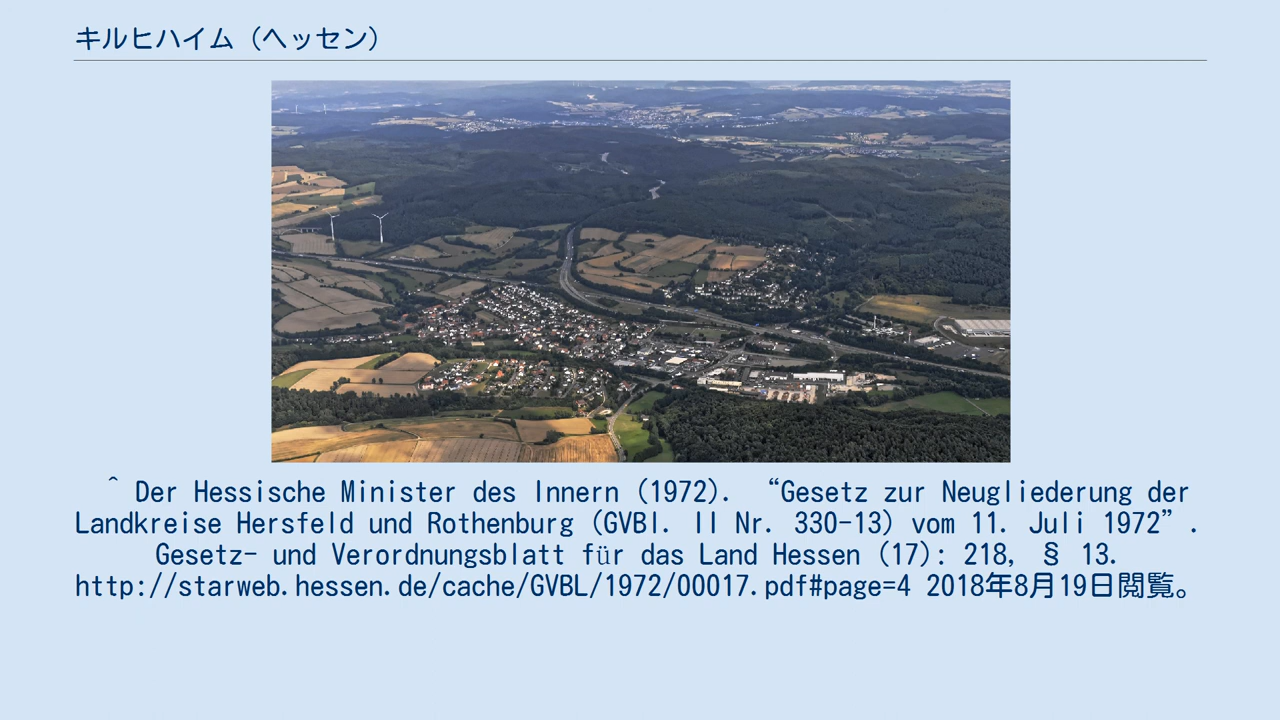 キルヒハイム（ヘッセン）
^ Der Hessische Minister des Innern (1972). “Gesetz zur Neugliederung der
Landkreise Hersfeld und Rothenburg (GVBl. II Nr. 330-13) vom 11. Juli 1972”.
Gesetz- und Verordnungsblatt für das Land Hessen (17): 218, § 13.
http://starweb.hessen.de/cache/GVBL/1972/00017.pdf#page=4 2018年8月19日閲覧。